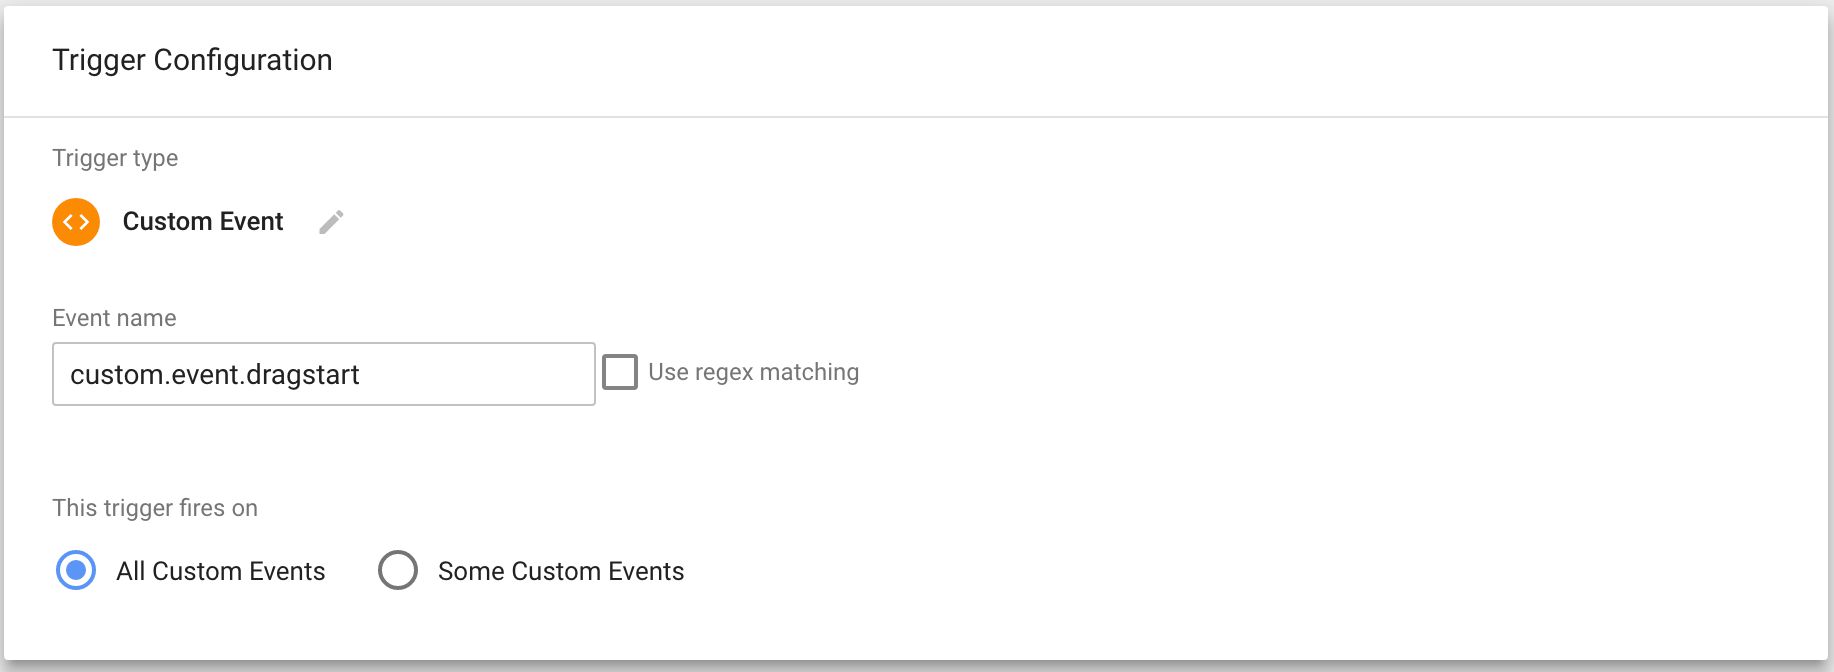 Trigger Configuration
Trigger type
Custom Event
Event name
custom.event.dragstart
Use regex matching
This trigger fires on
All Custom Events
Some Custom Events